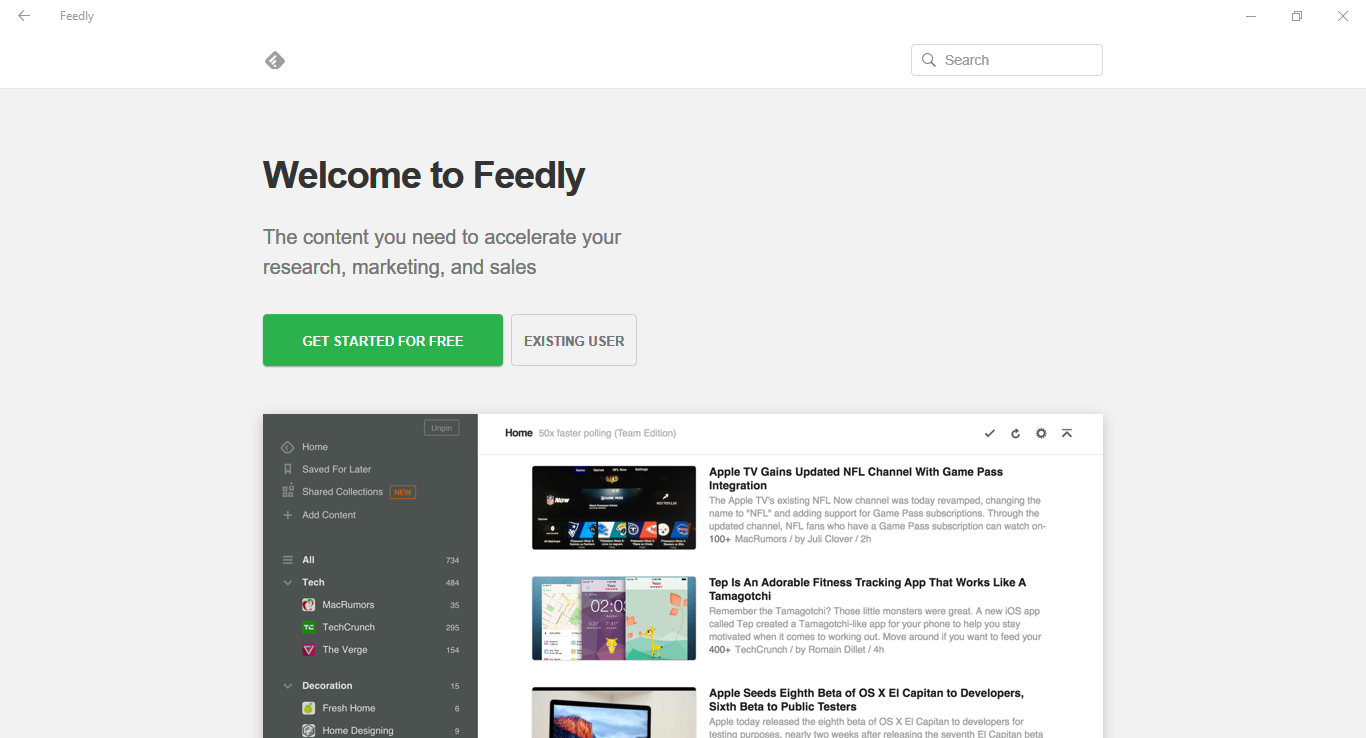 Feedly
Search
Welcome to Feedly
The content you need to accelerate your
research, marketing, and sales
GET STARTED FOR FREE
EXISTING USER
Unpin
Home
Saved For Later
Shared Collections NEW
Add Content
All 734
Tech 484
MacRumors 35
TechCrunch 295
The Verge 154
Decoration 15
Fresh Home 6
Home Designing 9
Home 50x faster polling (Team Edition)
Apple TV Gains Updated NFL Channel With Game Pass
Integration
The Apple TV's existing NFL Now channel was today revamped, changing the
name to "NFL" and adding support for Game Pass subscriptions. Through the
updated channel, NFL fans who have a Game Pass subscription can watch on-
100+ MacRumors / by Juli Clover / 2h
Tep Is An Adorable Fitness Tracking App That Works Like A
Tamagotchi
Remember the Tamagotchi? Those little monsters were great. A new iOS app
called Tep created a Tamagotchi-like app for your phone to help you stay
motivated when it comes to working out. Move around if you want to feed your
400+ TechCrunch / by Romain Dillet / 4h
Apple Seeds Eighth Beta of OS X El Capitan to Developers,
Sixth Beta to Public Testers
Apple today released the eighth beta of OS X El Capitan to developers for
testing purposes, nearly two weeks after releasing the seventh El Capitan beta